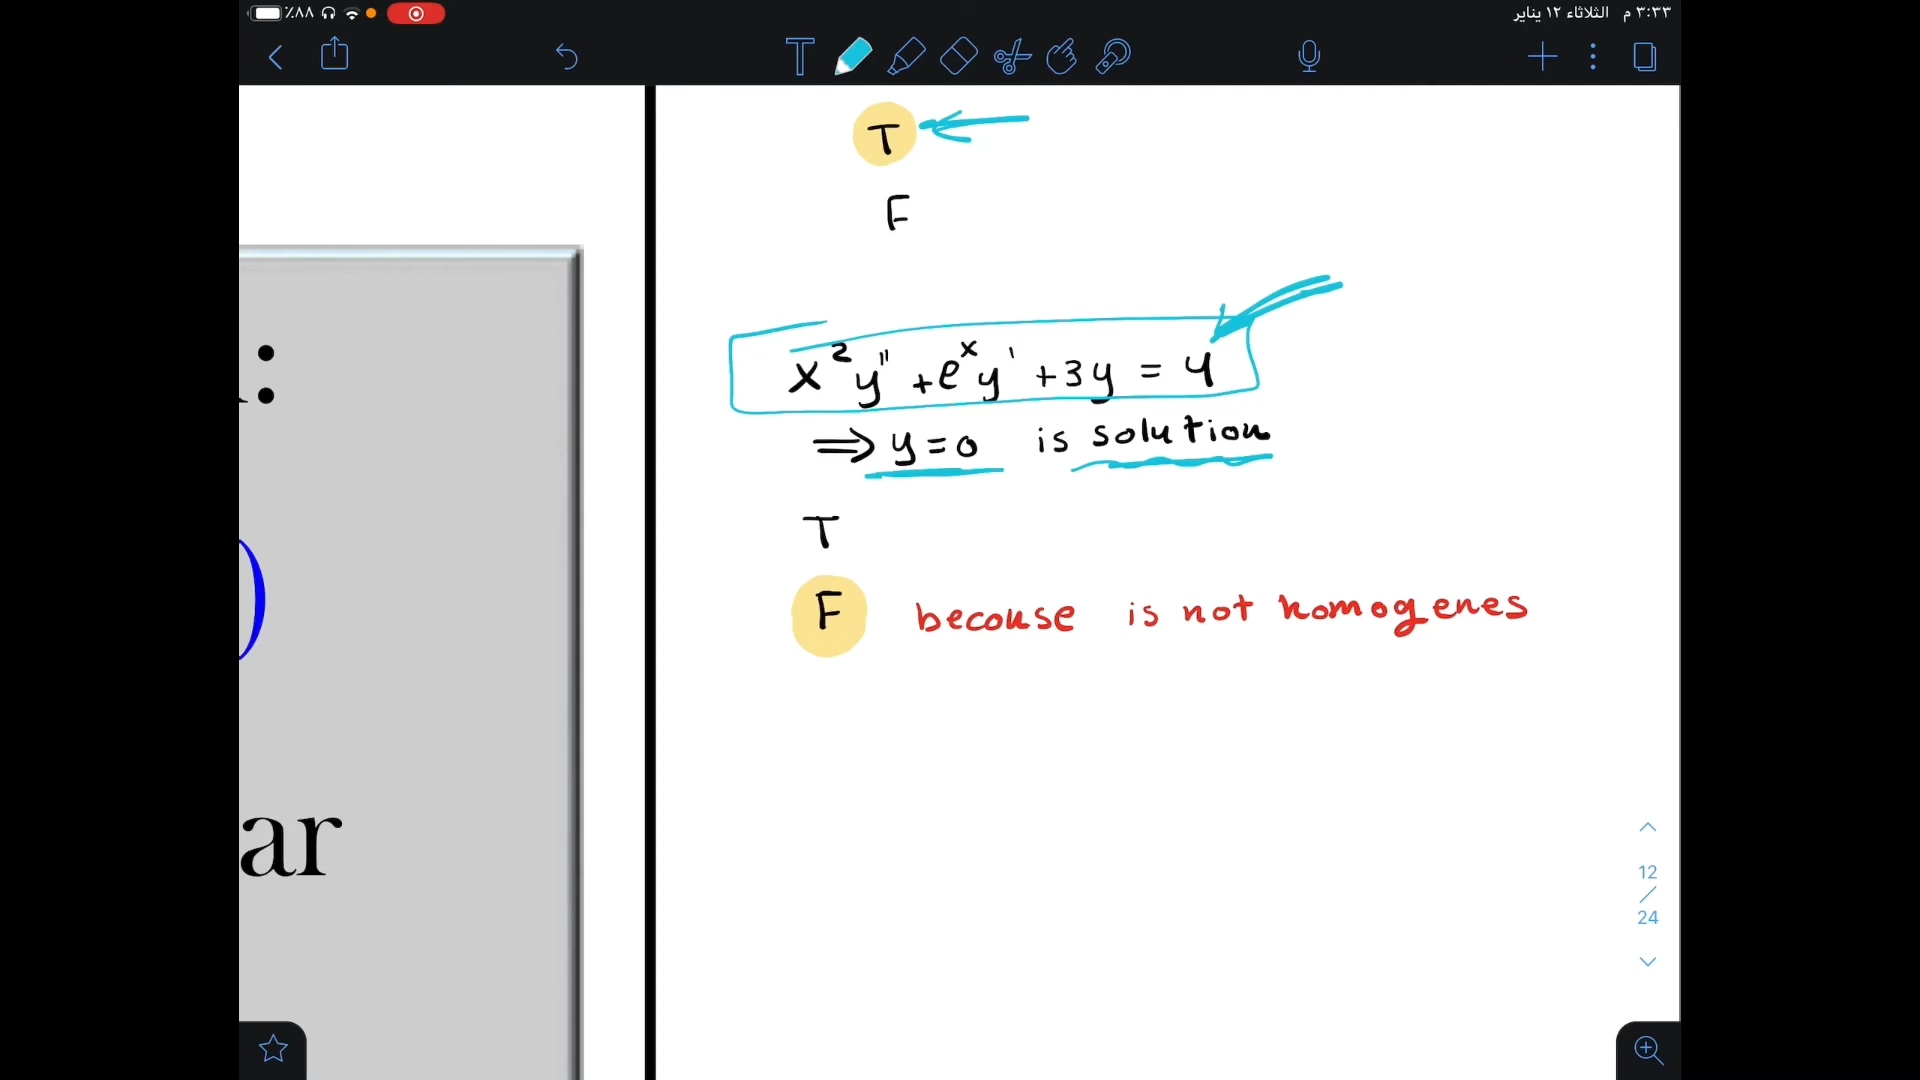 ٪٨٨
٣:٣٣ م الثلاثاء ١٢ يناير
T
T
F
:
x²y" + eˣy' + 3y = 4
⇒ y = 0 is solution
T
F becouse is not homogenes
)
ar
12
/
24